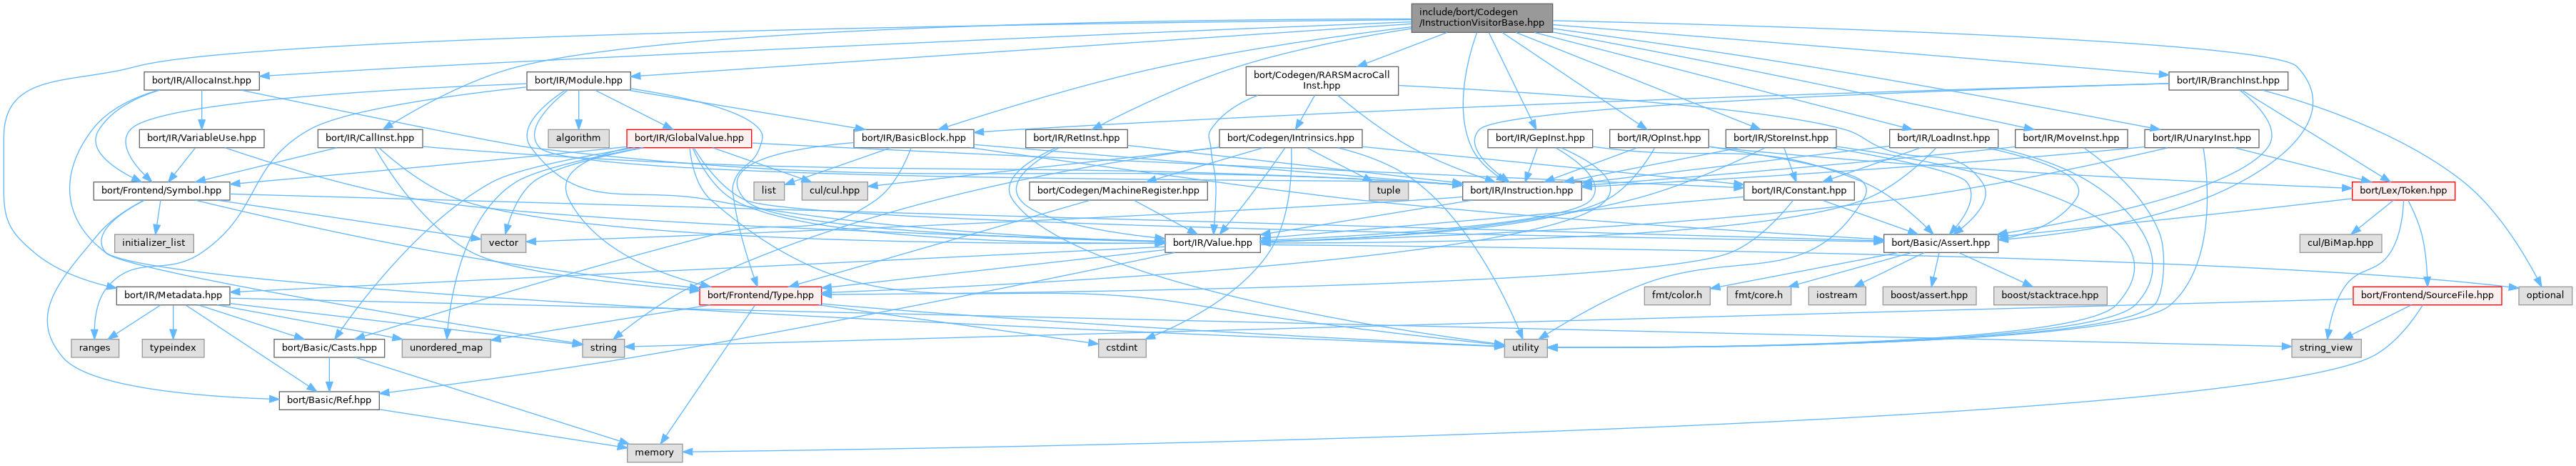 include/bort/Codegen
/InstructionVisitorBase.hpp
bort/IR/AllocaInst.hpp
bort/IR/Module.hpp
bort/Codegen/RARSMacroCall
Inst.hpp
bort/IR/BranchInst.hpp
bort/IR/VariableUse.hpp
bort/IR/CallInst.hpp
algorithm
bort/IR/GlobalValue.hpp
bort/IR/BasicBlock.hpp
bort/IR/RetInst.hpp
bort/Codegen/Intrinsics.hpp
bort/IR/GepInst.hpp
bort/IR/OpInst.hpp
bort/IR/StoreInst.hpp
bort/IR/LoadInst.hpp
bort/IR/MoveInst.hpp
bort/IR/UnaryInst.hpp
bort/Frontend/Symbol.hpp
list
cul/cul.hpp
bort/Codegen/MachineRegister.hpp
tuple
bort/IR/Instruction.hpp
bort/IR/Constant.hpp
bort/Lex/Token.hpp
initializer_list
vector
bort/IR/Value.hpp
bort/Basic/Assert.hpp
cul/BiMap.hpp
bort/IR/Metadata.hpp
bort/Frontend/Type.hpp
fmt/color.h
fmt/core.h
iostream
boost/assert.hpp
boost/stacktrace.hpp
bort/Frontend/SourceFile.hpp
optional
ranges
typeindex
bort/Basic/Casts.hpp
unordered_map
string
cstdint
utility
string_view
bort/Basic/Ref.hpp
memory